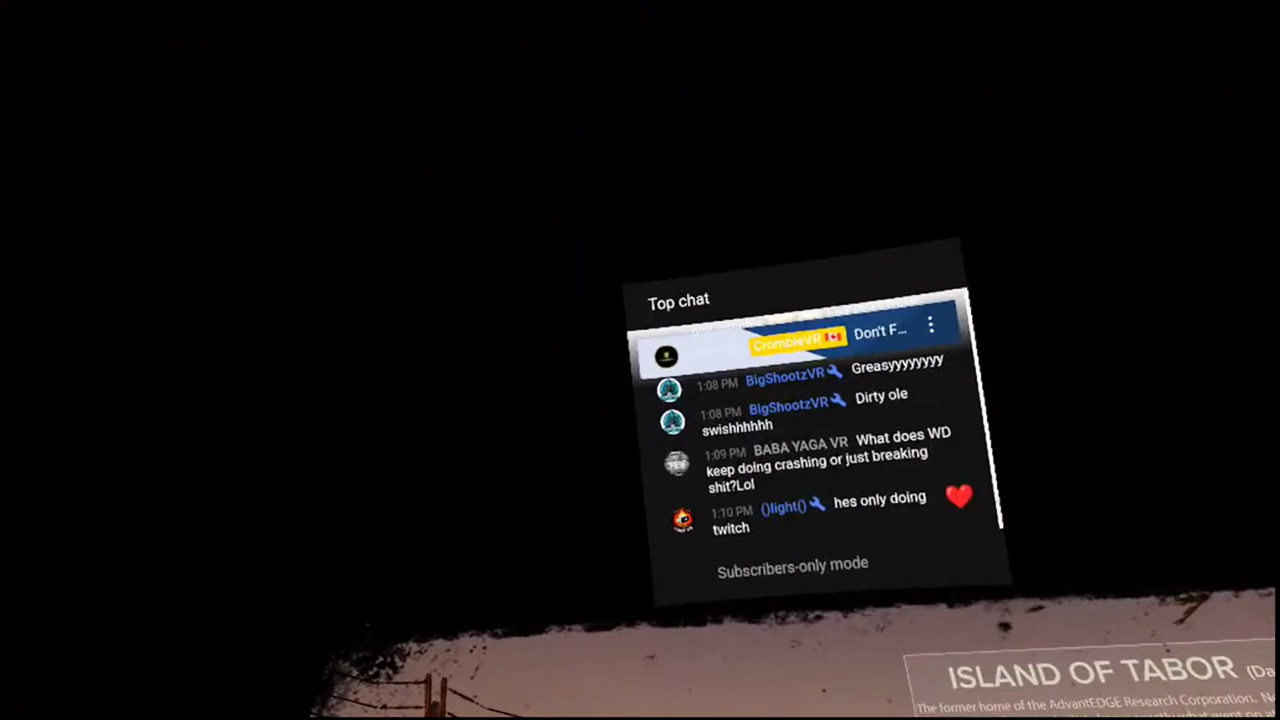 Top chat
CrombieVR Don't F...
1:08 PM BigShootzVR Greasyyyyyyyy
1:08 PM BigShootzVR Dirty ole
swishhhhhh
1:09 PM BABA YAGA VR What does WD
keep doing crashing or just breaking
shit?Lol
1:10 PM ()light() hes only doing
twitch
Subscribers-only mode
ISLAND OF TABOR (Da
The former home of the AdvantEDGE Research Corporation. Ne